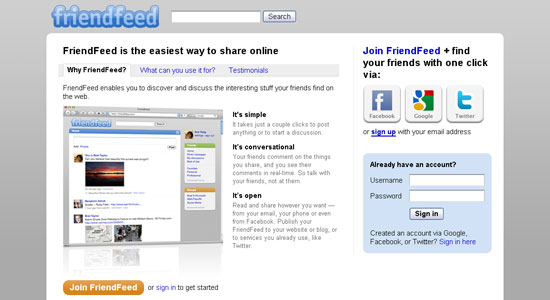 friendfeed
Search
FriendFeed is the easiest way to share online
Why FriendFeed?
What can you use it for?
Testimonials
FriendFeed enables you to discover and discuss the interesting stuff your friends find on
the web.
friendfeed
It's simple
It takes just a couple clicks to post
anything or to start a discussion.
It's conversational
Your friends comment on the things
you share, and you see their
comments in real-time. So talk with
your friends, not at them.
It's open
Read and share however you want —
from your email, your phone or even
from Facebook. Publish your
FriendFeed to your website or blog, or
to services you already use, like
Twitter.
Join FriendFeed or sign in to get started
Join FriendFeed + find
your friends with one click
via:
Facebook
Google
Twitter
or sign up with your email address
Already have an account?
Username
Password
Sign in
Created an account via Google,
Facebook, or Twitter? Sign in here